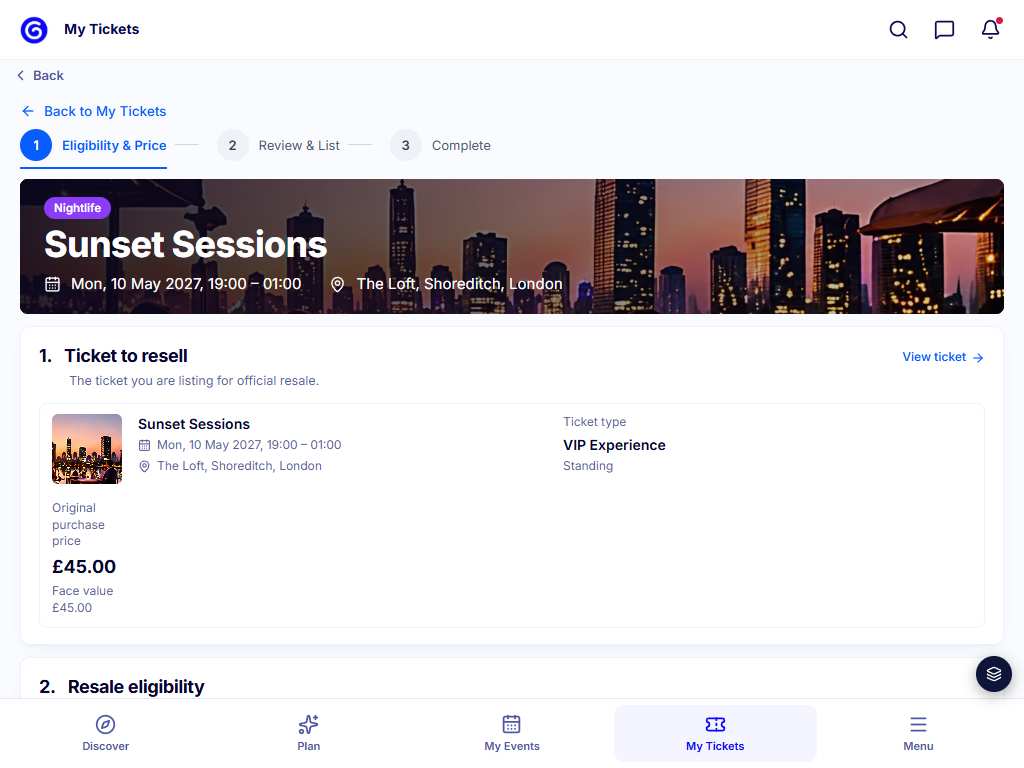 My Tickets
Back
Back to My Tickets
1 Eligibility & Price
2 Review & List
3 Complete
Nightlife
Sunset Sessions
Mon, 10 May 2027, 19:00 – 01:00
The Loft, Shoreditch, London
1. Ticket to resell
View ticket
The ticket you are listing for official resale.
Sunset Sessions
Mon, 10 May 2027, 19:00 – 01:00
The Loft, Shoreditch, London
Ticket type
VIP Experience
Standing
Original
purchase
price
£45.00
Face value
£45.00
2. Resale eligibility
Discover
Plan
My Events
My Tickets
Menu